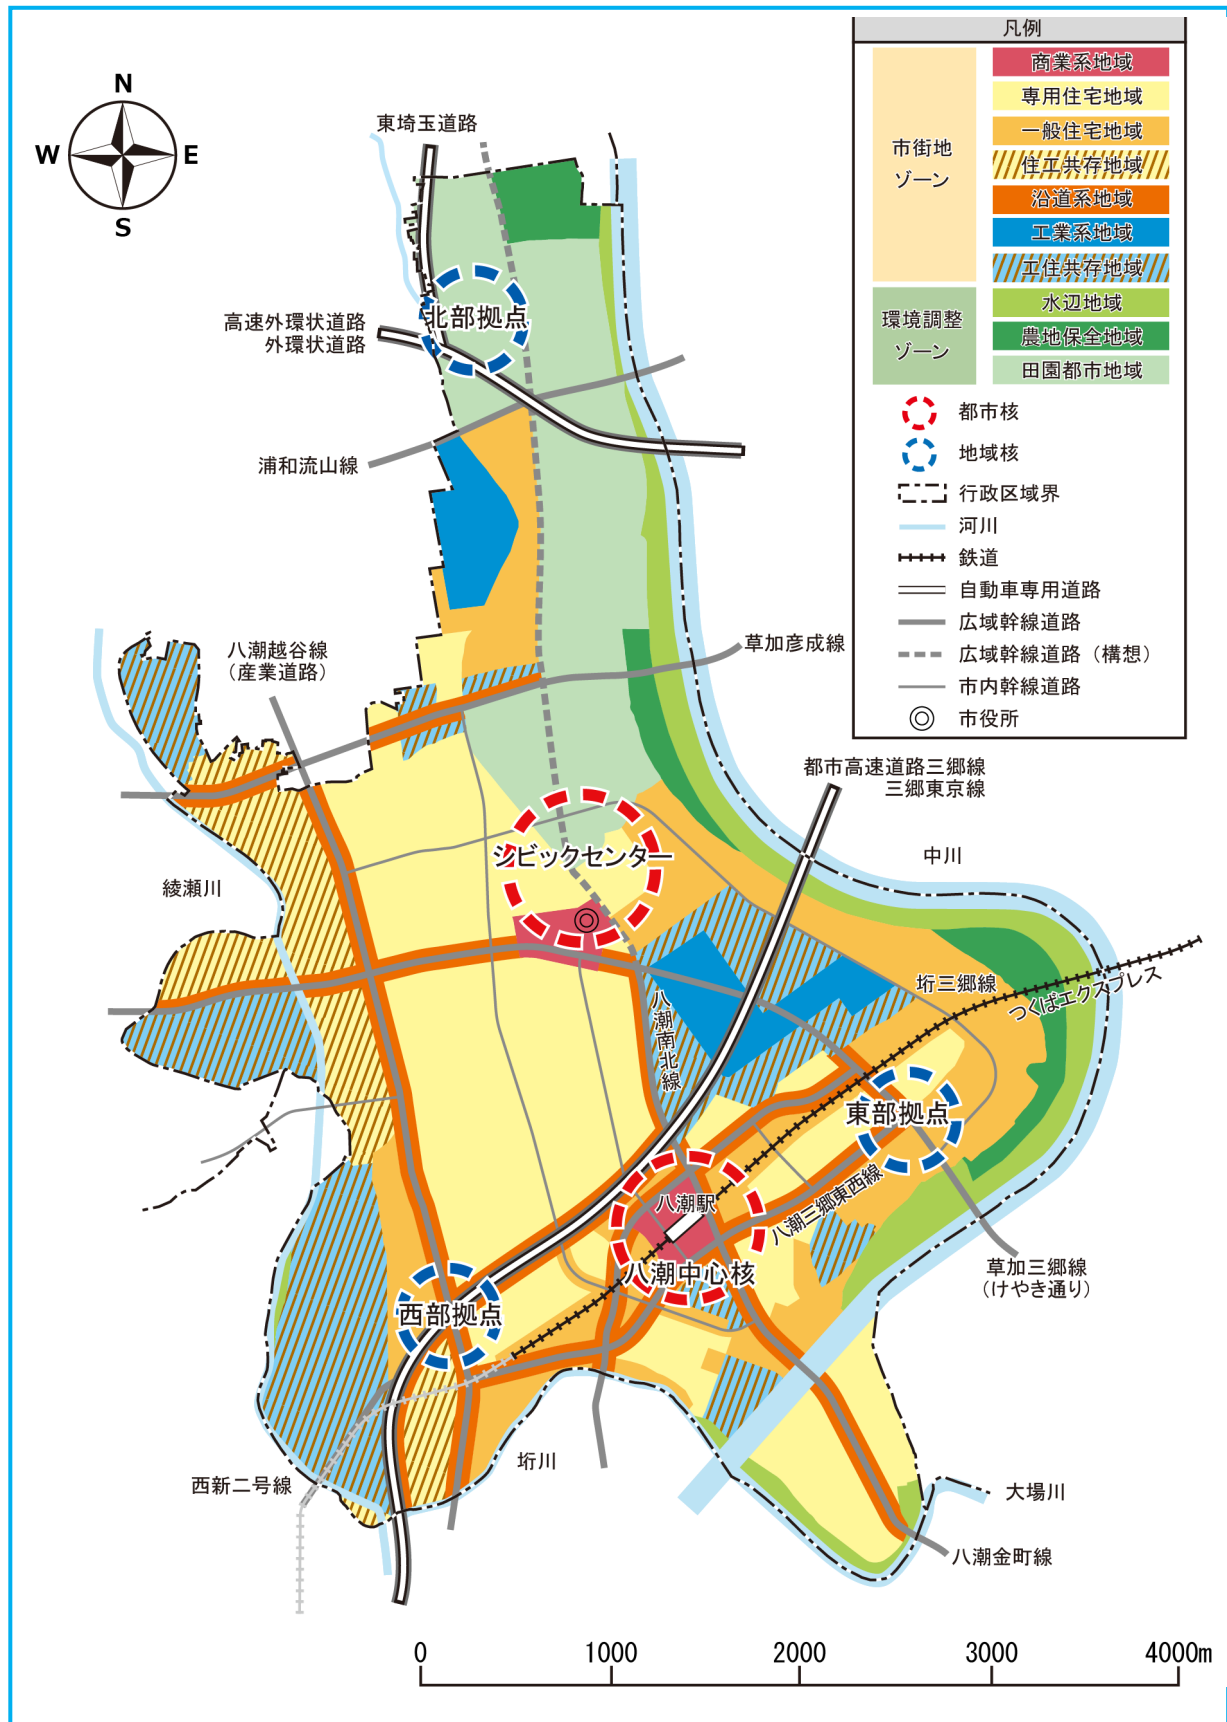 凡例
商業系地域
専用住宅地域
一般住宅地域
住工共存地域
沿道系地域
工業系地域
工住共存地域
市街地
ゾーン
水辺地域
農地保全地域
田園都市地域
環境調整
ゾーン
都市核
地域核
行政区域界
河川
鉄道
自動車専用道路
広域幹線道路
広域幹線道路(構想)
市内幹線道路
市役所
N
W
E
S
東埼玉道路
北部拠点
高速外環状道路
外環状道路
浦和流山線
八潮越谷線
(産業道路)
草加彦成線
都市高速道路三郷線
三郷東京線
シビックセンター
中川
綾瀬川
垳三郷線
つくばエクスプレス
八潮南北線
東部拠点
八潮駅
八潮三郷東西線
八潮中心核
草加三郷線
(けやき通り)
西部拠点
垳川
西新二号線
大場川
八潮金町線
0
1000
2000
3000
4000m